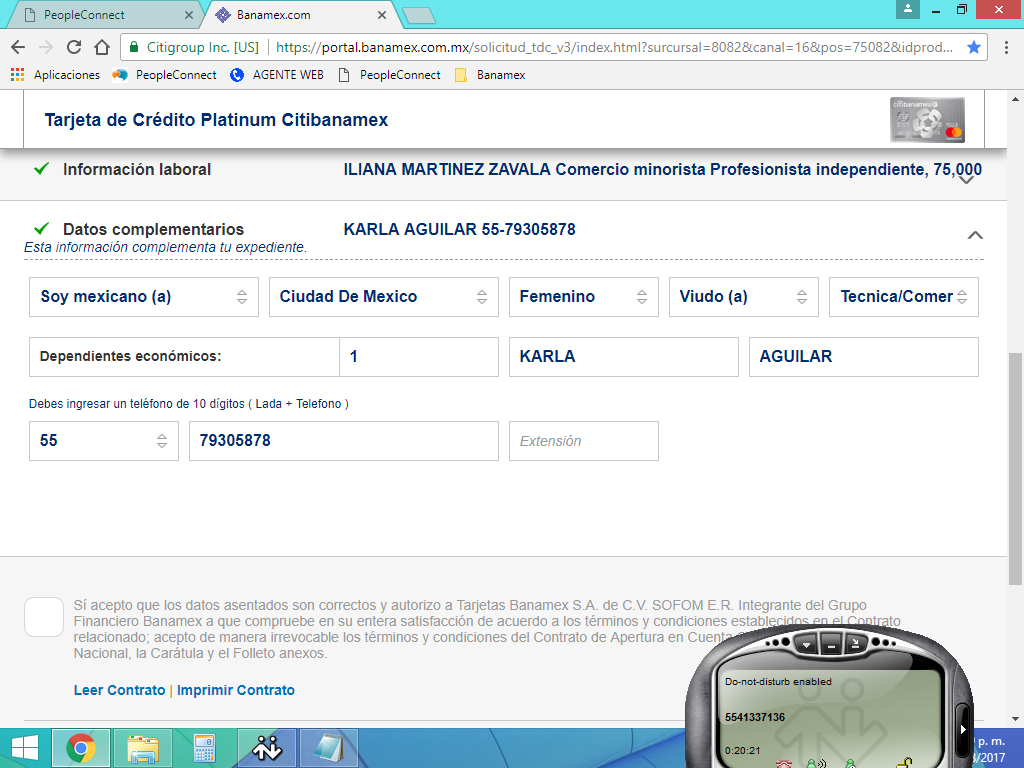 PeopleConnect
Banamex.com
Citigroup Inc. [US] https://portal.banamex.com.mx/solicitud_tdc_v3/index.html?surcursal=8082&canal=16&pos=75082&idprod...
Aplicaciones PeopleConnect AGENTE WEB PeopleConnect Banamex
Tarjeta de Crédito Platinum Citibanamex
citibanamex
Información laboral ILIANA MARTINEZ ZAVALA Comercio minorista Profesionista independiente, 75,000
Datos complementarios KARLA AGUILAR 55-79305878
Esta información complementa tu expediente.
Soy mexicano (a) Ciudad De Mexico Femenino Viudo (a) Tecnica/Comer
Dependientes económicos: 1 KARLA AGUILAR
Debes ingresar un teléfono de 10 dígitos ( Lada + Telefono )
55 79305878 Extensión
Sí acepto que los datos asentados son correctos y autorizo a Tarjetas Banamex S.A. de C.V. SOFOM E.R. Integrante del Grupo
Financiero Banamex a que compruebe en su entera satisfacción de acuerdo a los términos y condiciones establecidos en el Contrato
relacionado; acepto de manera irrevocable los términos y condiciones del Contrato de Apertura en Cuenta
Nacional, la Carátula y el Folleto anexos.
Leer Contrato | Imprimir Contrato
Do-not-disturb enabled
5541337136
0:20:21
p. m.
/2017